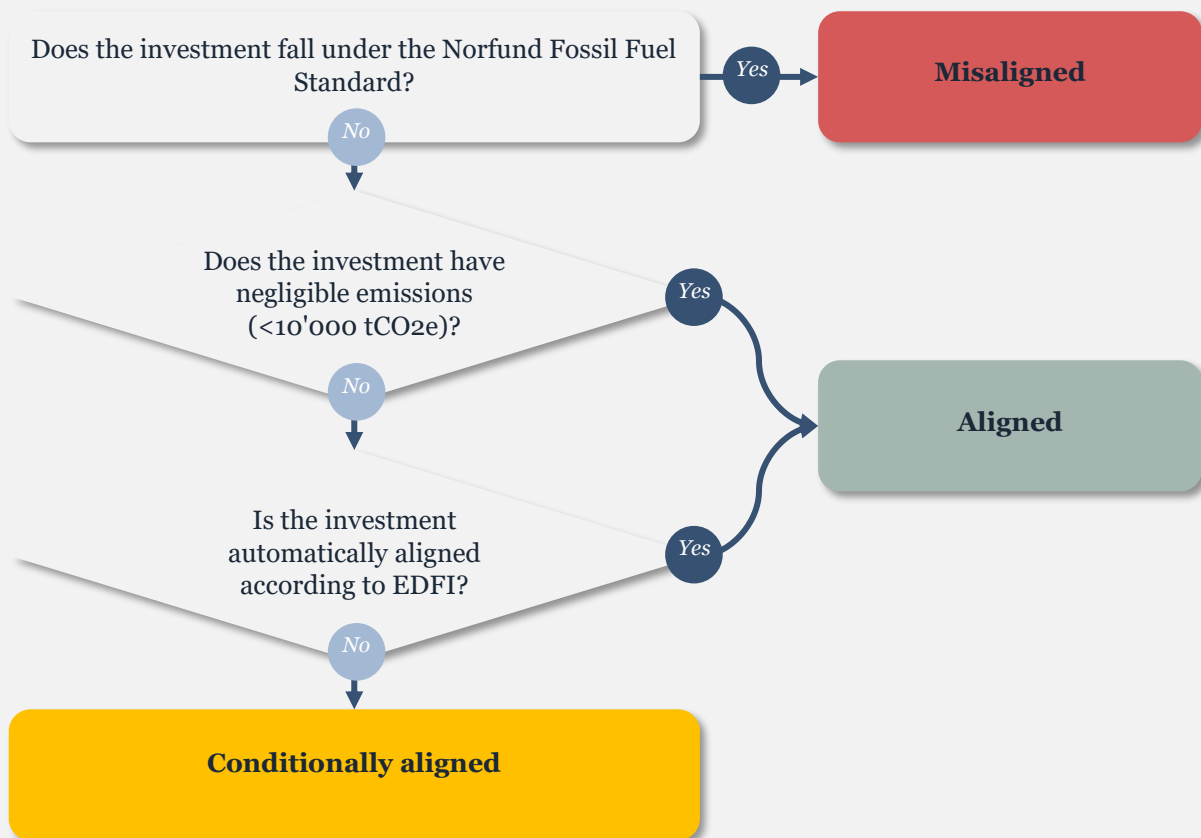 Does the investment fall under the Norfund Fossil Fuel
Standard?
Yes
Misaligned
No
Does the investment have
negligible emissions
(<10'000 tCO2e)?
Yes
No
Aligned
Is the investment
automatically aligned
according to EDFI?
Yes
No
Conditionally aligned